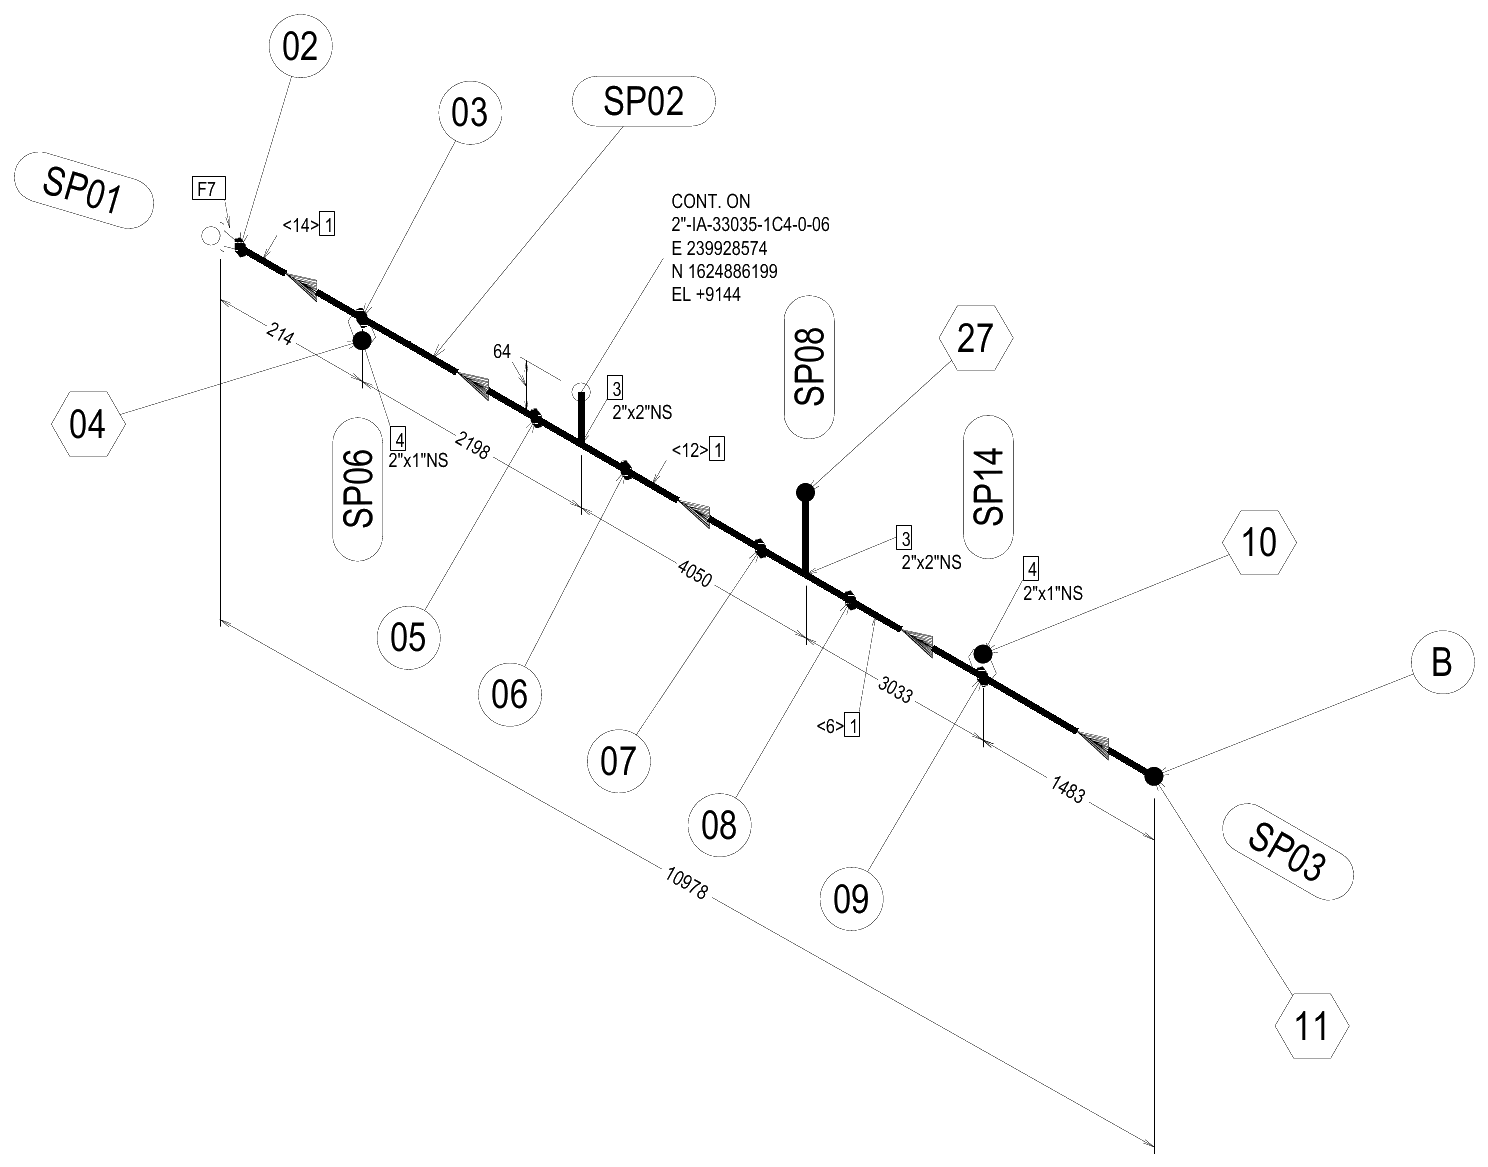 02
03
SP02
SP01
F7
<14> 1
CONT. ON
2"-IA-33035-1C4-0-06
E 239928574
N 1624886199
EL +9144
214
64
SP08
27
3
2"x2"NS
04
4
2"x1"NS
SP06
2198
<12> 1
SP14
10
3
2"x2"NS
4
2"x1"NS
4050
05
06
B
3033
<6> 1
07
1483
08
SP03
10978
09
11